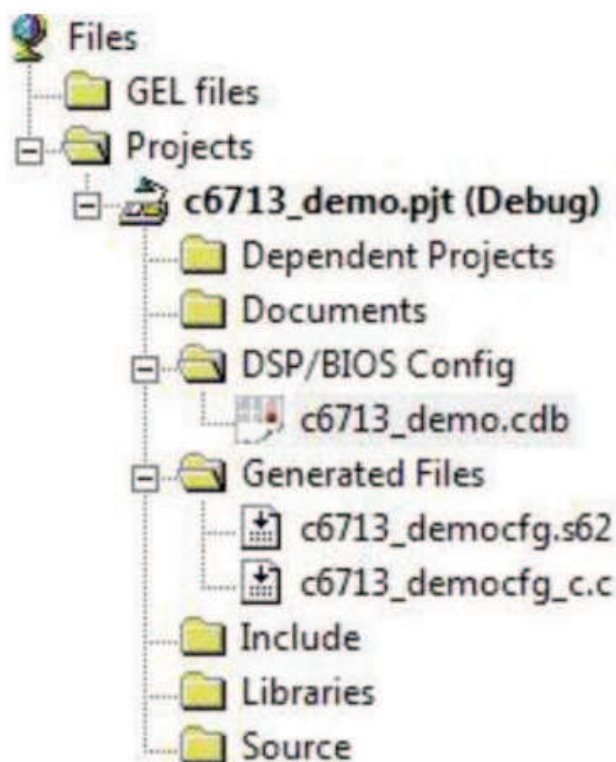 Files
GEL files
Projects
c6713_demo.pjt (Debug)
Dependent Projects
Documents
DSP/BIOS Config
c6713_demo.cdb
Generated Files
c6713_democfg.s62
c6713_democfg_c.c
Include
Libraries
Source